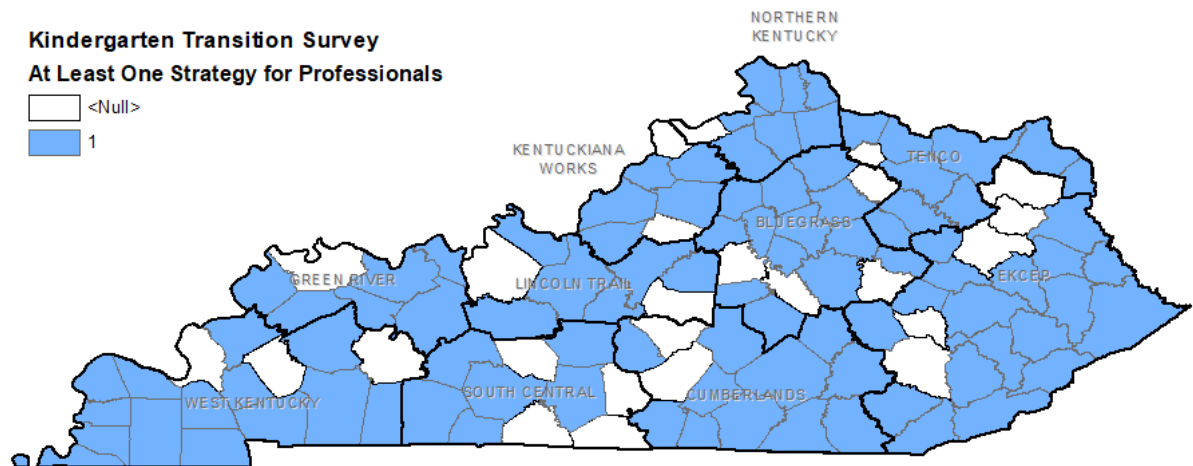 Kindergarten Transition Survey
At Least One Strategy for Professionals
<Null>
1
NORTHERN
KENTUCKY
KENTUCKIANA
WORKS
TENCO
BLUEGRASS
GREEN RIVER
LINCOLN TRAIL
EKCEP
WEST KENTUCKY
SOUTH CENTRAL
CUMBERLANDS